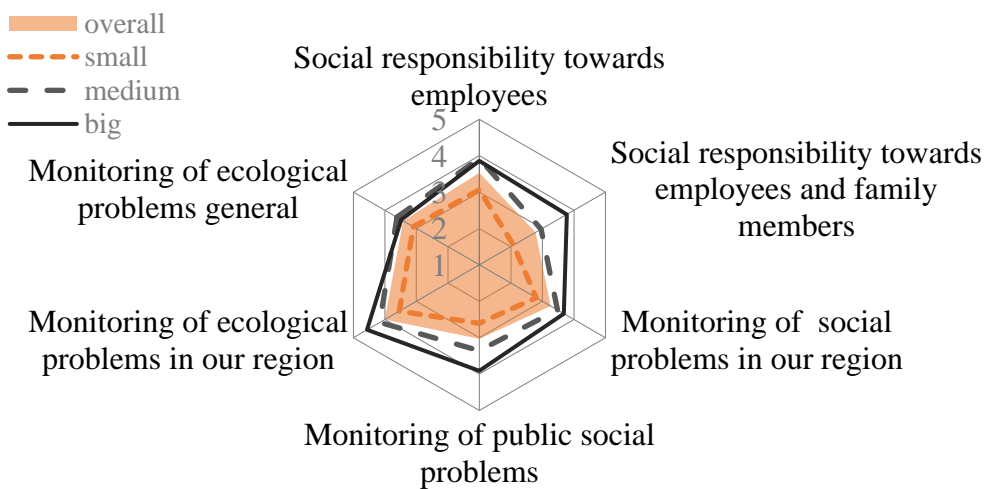 overall
small
medium
big
Social responsibility towards
employees
Social responsibility towards
employees and family
members
Monitoring of  social
problems in our region
Monitoring of public social
problems
Monitoring of ecological
problems in our region
Monitoring of ecological
problems general
5
4
3
2
1